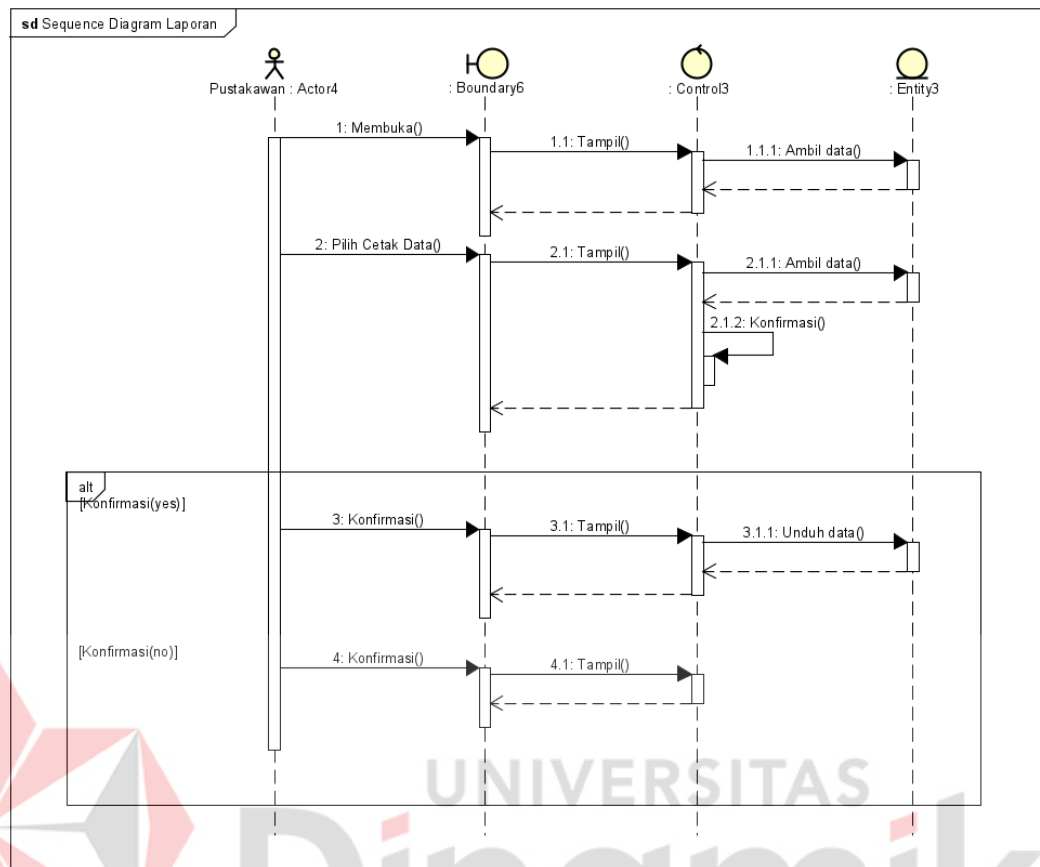 sd Sequence Diagram Laporan
Pustakawan : Actor4
: Boundary6
: Control3
: Entity3
1: Membuka()
1.1: Tampil()
1.1.1: Ambil data()
2: Pilih Cetak Data()
2.1: Tampil()
2.1.1: Ambil data()
2.1.2: Konfirmasi()
alt
[Konfirmasi(yes)]
3: Konfirmasi()
3.1: Tampil()
3.1.1: Unduh data()
[Konfirmasi(no)]
4: Konfirmasi()
4.1: Tampil()
UNIVERSITAS
Dinamik